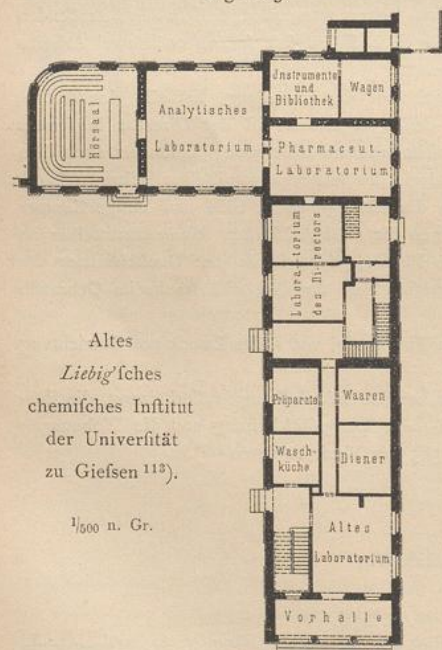 Instrumente
und
Bibliothek
Wagen
Hörsaal
Analytisches
Laboratorium
Pharmaceut.
Laboratorium
Laboratorium
des Directors
Altes
Liebig'ſches
chemiſches Inſtitut
der Univerſität
zu Gieſsen 113).
1/500 n. Gr.
Präparate
Waaren
Waſch-
küche
Diener
Altes
Laboratorium
Vorhalle